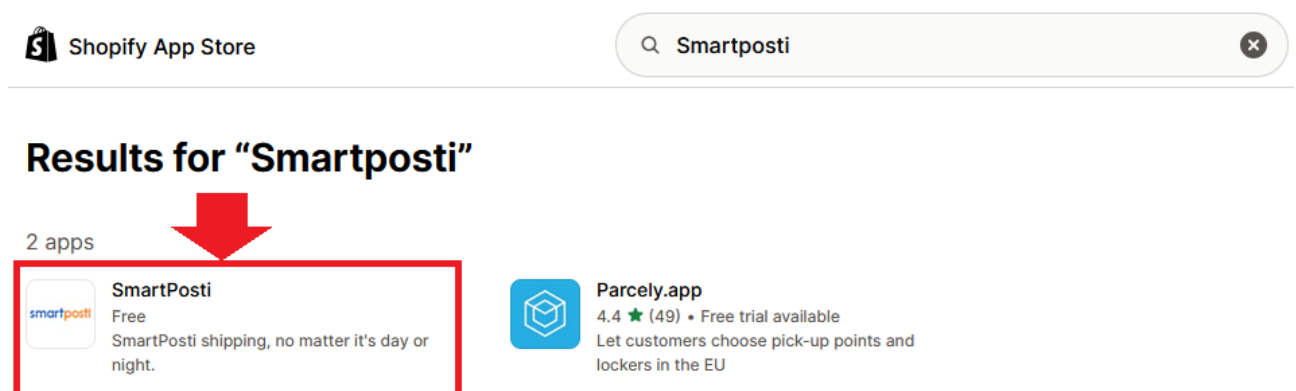 Shopify App Store
Smartposti
Results for “Smartposti”
2 apps
smartposti
SmartPosti
Free
SmartPosti shipping, no matter it's day or
night.
Parcely.app
4.4 ★ (49) • Free trial available
Let customers choose pick-up points and
lockers in the EU